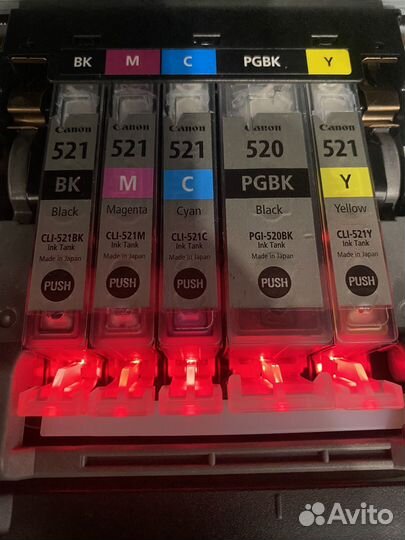 BK M C PGBK Y
Canon Canon Canon Canon Canon
521 521 521 520 521
BK M C PGBK Y
Black Magenta Cyan Black Yellow
CLI-521BK CLI-521M CLI-521C PGI-520BK CLI-521Y
Ink Tank Ink Tank Ink Tank Ink Tank Ink Tank
Made in Japan Made in Japan Made in Japan Made in Japan Made in Japan
PUSH PUSH PUSH PUSH PUSH
Avito